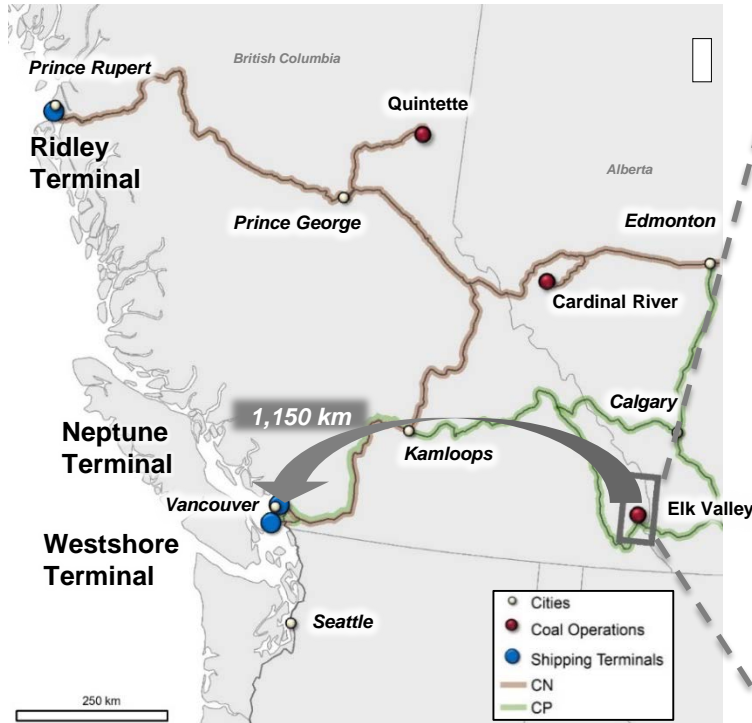 Prince Rupert
British Columbia
Quintette
Ridley
Terminal
Alberta
Prince George
Edmonton
Cardinal River
1,150 km
Calgary
Neptune
Terminal
Kamloops
Vancouver
Elk Valley
Westshore
Terminal
Seattle
Cities
Coal Operations
Shipping Terminals
CN
CP
250 km